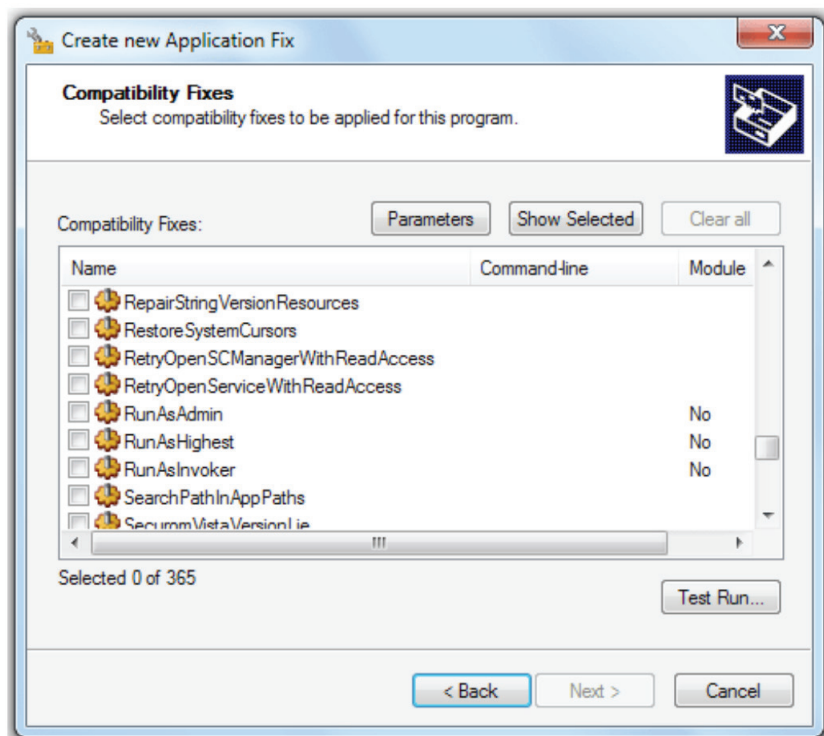 Create new Application Fix
Compatibility Fixes
Select compatibility fixes to be applied for this program.
Compatibility Fixes:
Parameters
Show Selected
Clear all
Name Command-line Module
RepairStringVersionResources
RestoreSystemCursors
RetryOpenSCManagerWithReadAccess
RetryOpenServiceWithReadAccess
RunAsAdmin No
RunAsHighest No
RunAsInvoker No
SearchPathInAppPaths
SecuromVistaVersionLie
Selected 0 of 365
Test Run...
< Back
Next >
Cancel